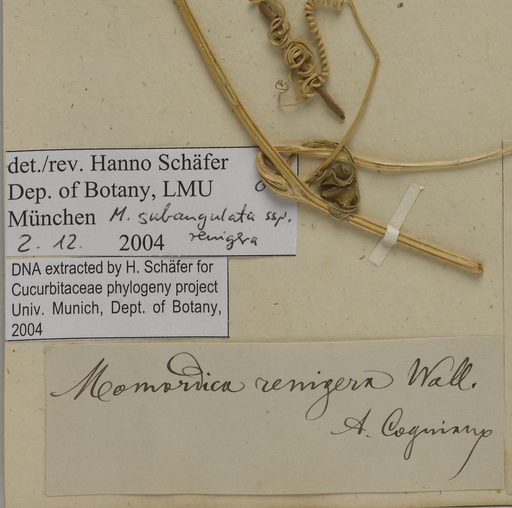 det./rev. Hanno Schäfer
Dep. of Botany, LMU
München M. subangulata ssp.
2. 12. 2004 renigera
DNA extracted by H. Schäfer for
Cucurbitaceae phylogeny project
Univ. Munich, Dept. of Botany,
2004
Momordica renigera Wall.
A. Cogniaux